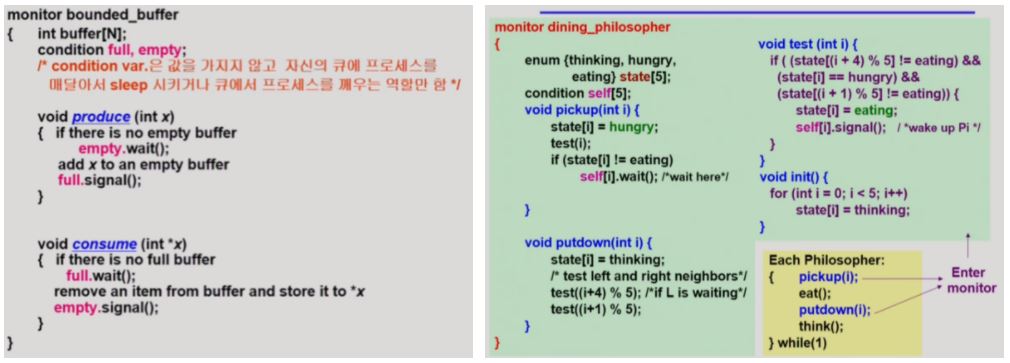 monitor bounded_buffer
{ int buffer[N];
condition full, empty;
/* condition var.은 값을 가지지 않고 자신의 큐에 프로세스를
매달아서 sleep 시키거나 큐에서 프로세스를 깨우는 역할만 함 */
void produce (int x)
{ if there is no empty buffer
empty.wait();
add x to an empty buffer
full.signal();
}
void consume (int *x)
{ if there is no full buffer
full.wait();
remove an item from buffer and store it to *x
empty.signal();
}
}
monitor dining_philosopher
{
enum {thinking, hungry,
eating} state[5];
condition self[5];
void pickup(int i) {
state[i] = hungry;
test(i);
if (state[i] != eating)
self[i].wait(); /*wait here*/
}
void putdown(int i) {
state[i] = thinking;
/* test left and right neighbors*/
test((i+4) % 5); /*if L is waiting*/
test((i+1) % 5);
}
}
void test (int i) {
if ( (state[(i + 4) % 5] != eating) &&
(state[i] == hungry) &&
(state[(i + 1) % 5] != eating)) {
state[i] = eating;
self[i].signal(); / *wake up Pi */
}
}
void init() {
for (int i = 0; i < 5; i++)
state[i] = thinking;
}
Each Philosopher:
{ pickup(i);
eat();
putdown(i);
think();
} while(1)
Enter
monitor